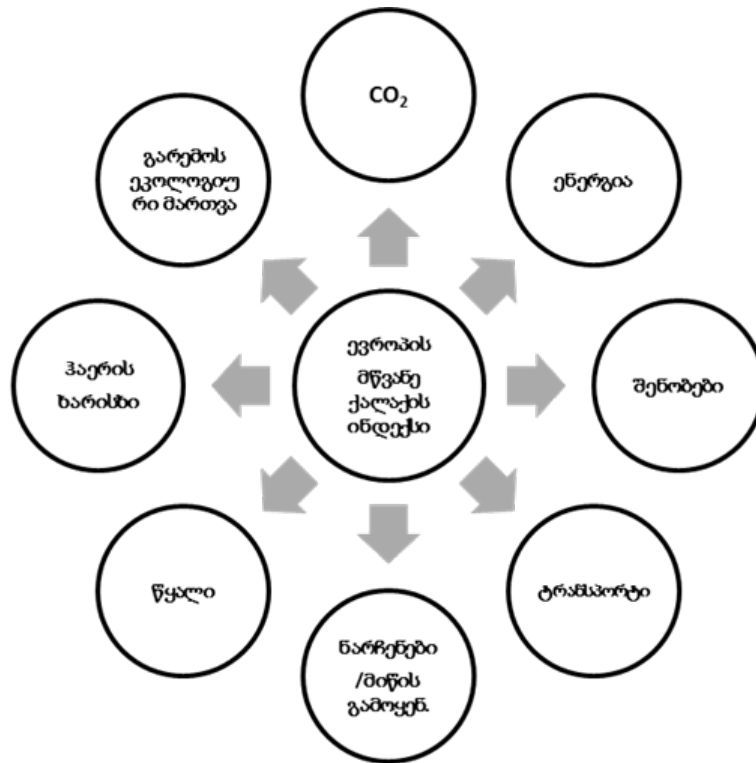 CO2
გარემოს
ეკოლოგიუ
რი მართვა
ენერგია
ჰაერის
ხარისხი
ევროპის
მწვანე
ქალაქის
ინდექსი
შენობები
წყალი
ტრანსპორტი
ნარჩენები
/მიწის
გამოყენ.